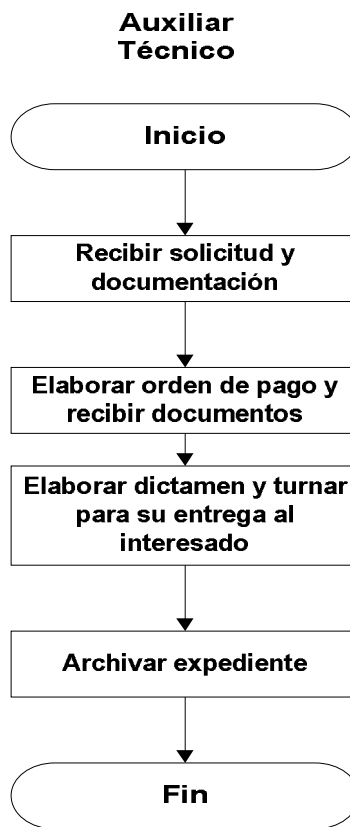 Auxiliar
Técnico
Inicio
Recibir solicitud y
documentación
Elaborar orden de pago y
recibir documentos
Elaborar dictamen y turnar
para su entrega al
interesado
Archivar expediente
Fin